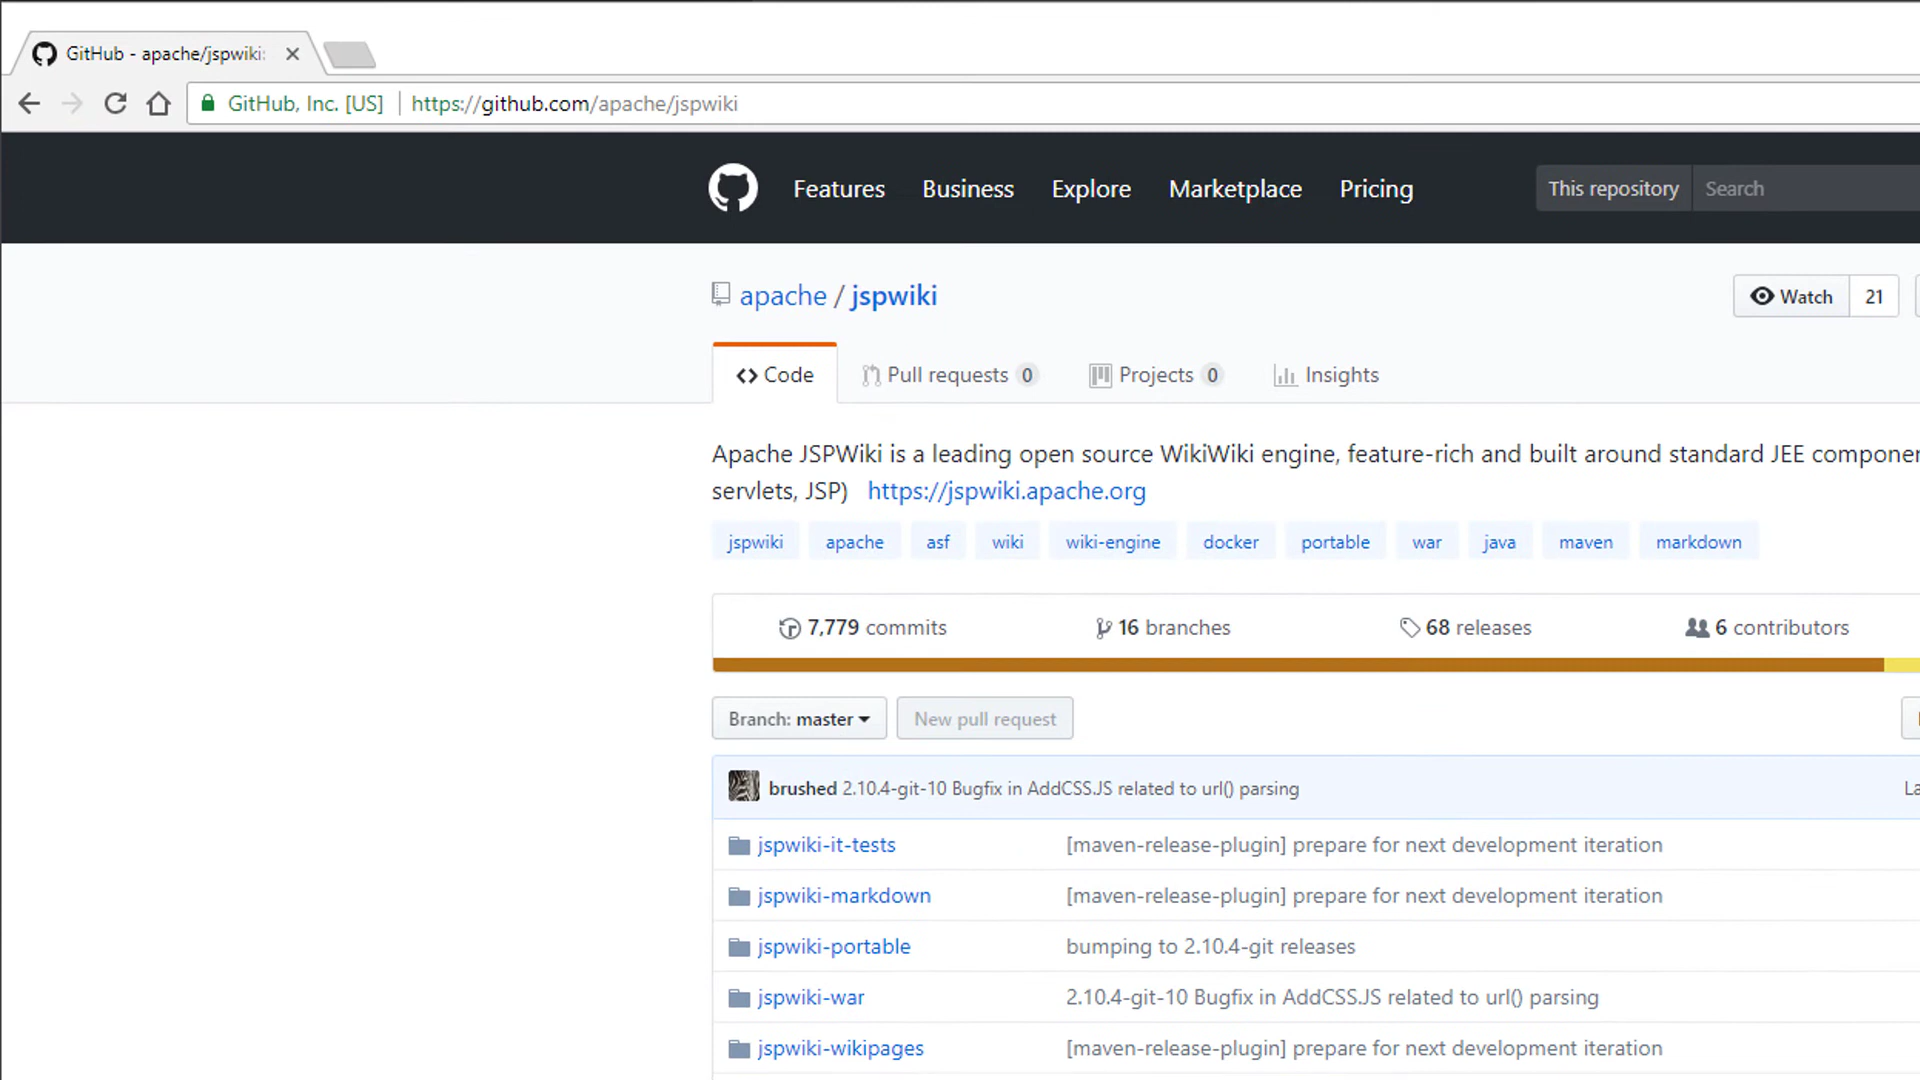 GitHub - apache/jspwiki:
GitHub, Inc. [US] https://github.com/apache/jspwiki
Features Business Explore Marketplace Pricing This repository Search
apache / jspwiki Watch 21
Code Pull requests 0 Projects 0 Insights
Apache JSPWiki is a leading open source WikiWiki engine, feature-rich and built around standard JEE
servlets, JSP) https://jspwiki.apache.org
jspwiki apache asf wiki wiki-engine docker portable war java maven markdown
7,779 commits 16 branches 68 releases 6 contributors
Branch: master New pull request
brushed 2.10.4-git-10 Bugfix in AddCSS.JS related to url() parsing
jspwiki-it-tests [maven-release-plugin] prepare for next development iteration
jspwiki-markdown [maven-release-plugin] prepare for next development iteration
jspwiki-portable bumping to 2.10.4-git releases
jspwiki-war 2.10.4-git-10 Bugfix in AddCSS.JS related to url() parsing
jspwiki-wikipages [maven-release-plugin] prepare for next development iteration